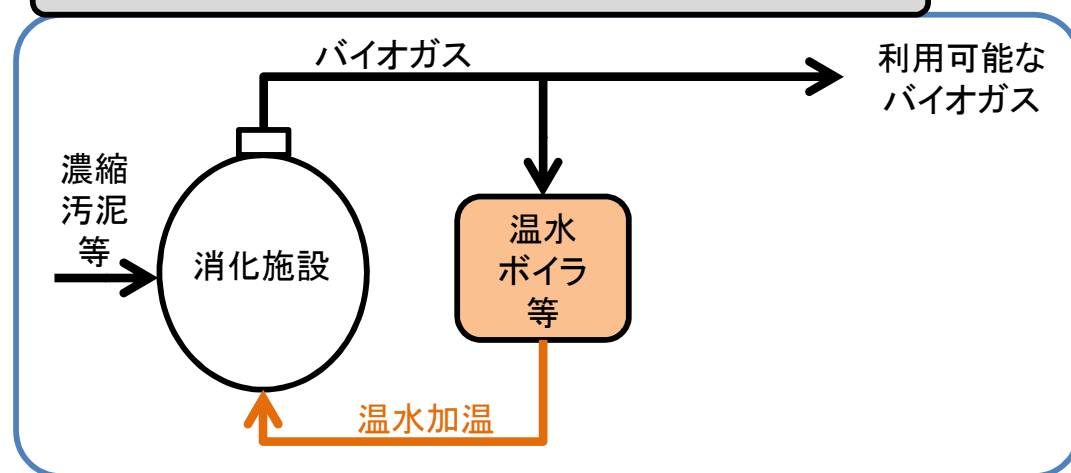 バイオガス
利用可能な
バイオガス
濃縮
汚泥
等
消化施設
温水
ボイラ
等
温水加温